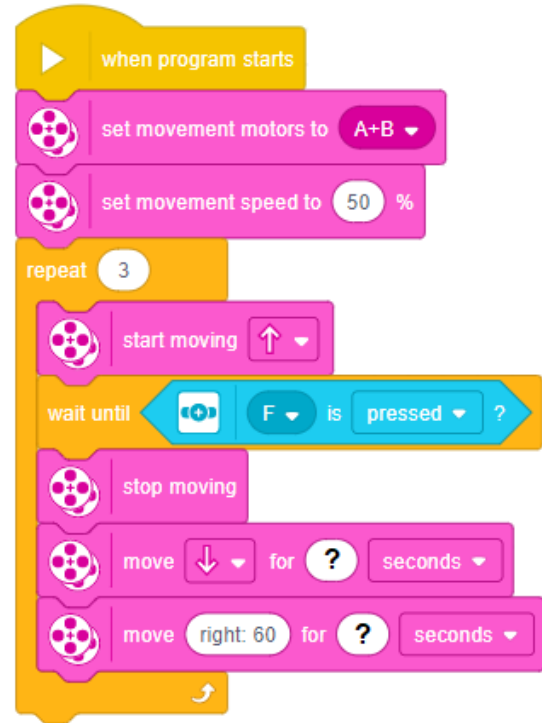 when program starts
set movement motors to A+B
set movement speed to 50 %
repeat 3
start moving
wait until F is pressed ?
stop moving
move for ? seconds
move right: 60 for ? seconds